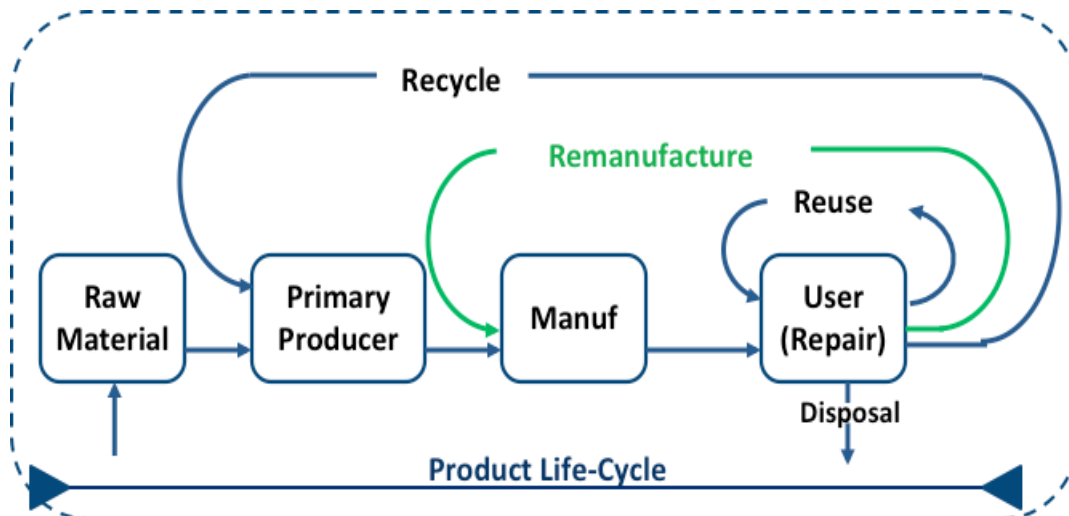 Recycle
Remanufacture
Reuse
Raw
Material
Primary
Producer
Manuf
User
(Repair)
Disposal
Product Life-Cycle